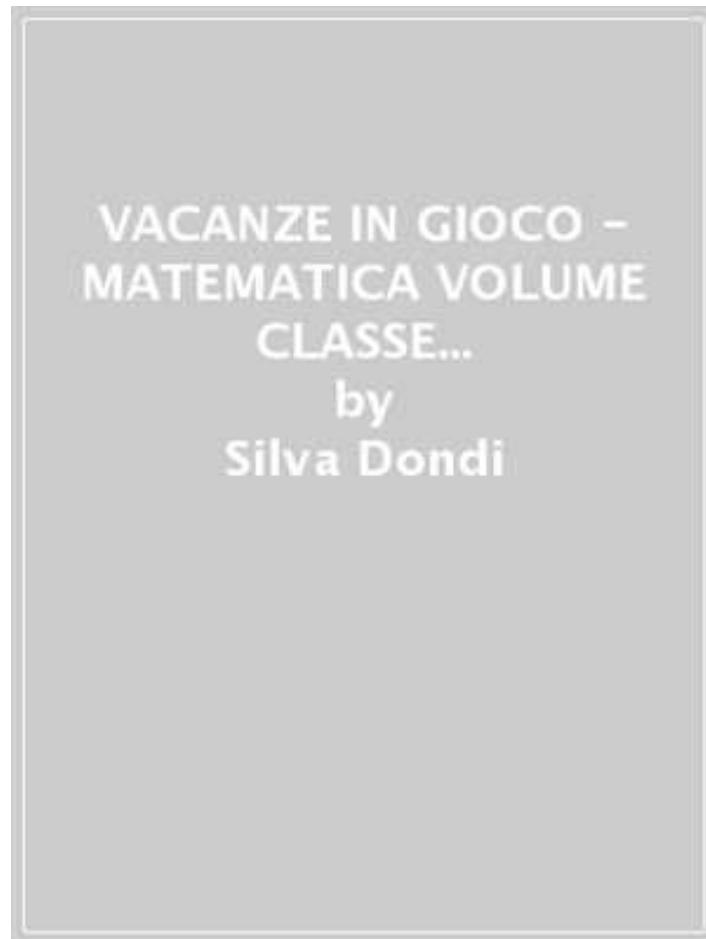 VACANZE IN GIOCO –
MATEMATICA VOLUME
CLASSE...
by
Silva Dondi